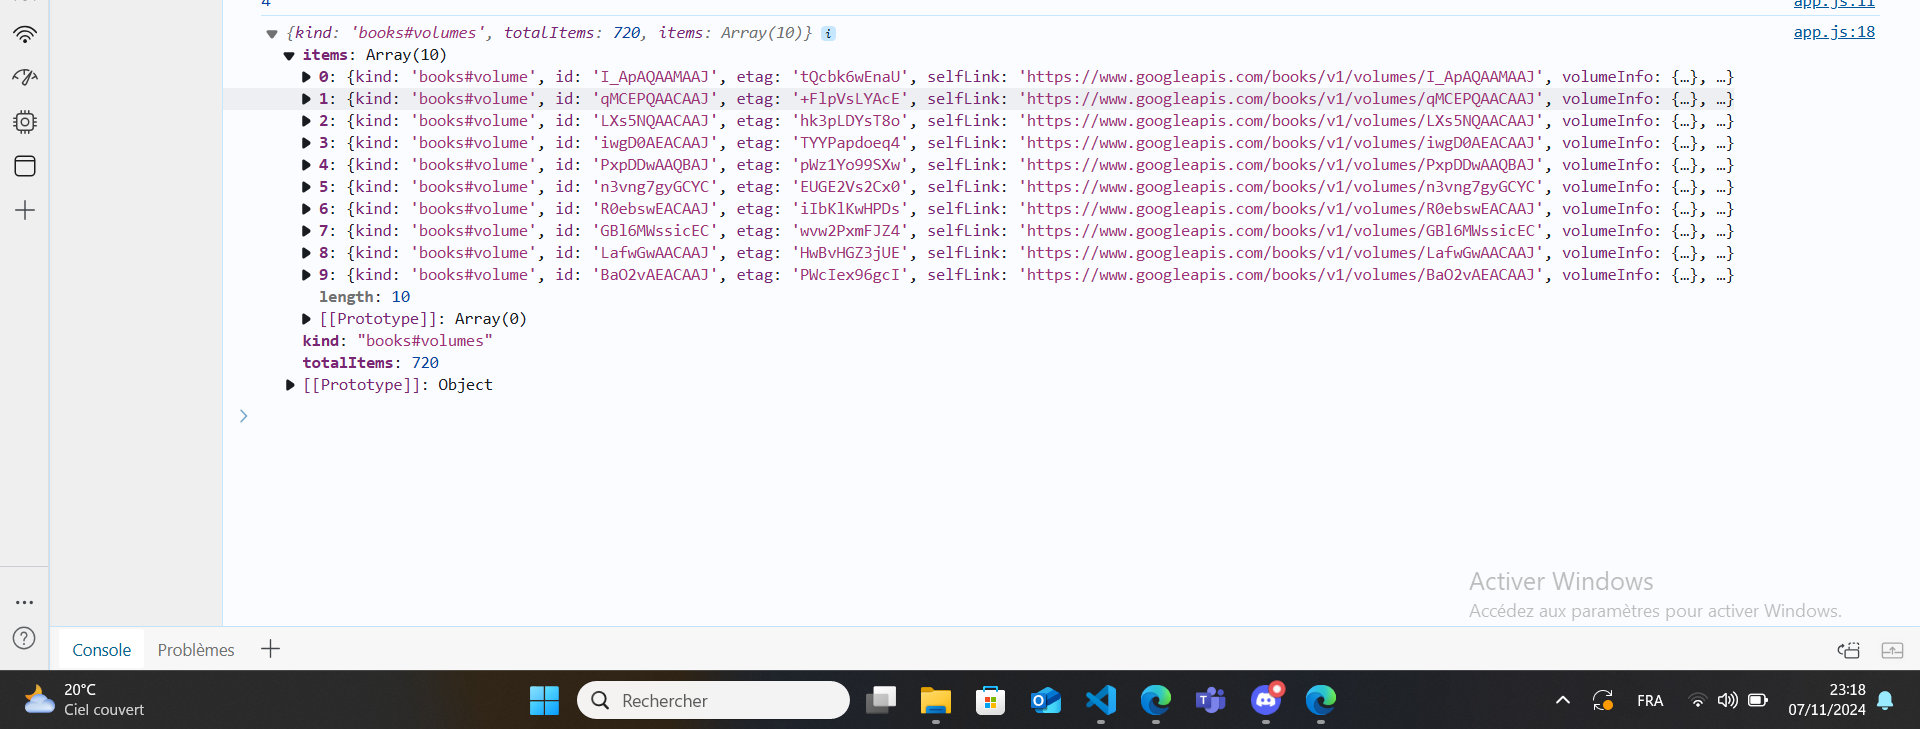 4 app.js:11
{kind: 'books#volumes', totalItems: 720, items: Array(10)} i app.js:18
items: Array(10)
0: {kind: 'books#volume', id: 'I_ApAQAAMAAJ', etag: 'tQcbk6wEnaU', selfLink: 'https://www.googleapis.com/books/v1/volumes/I_ApAQAAMAAJ', volumeInfo: {…}, …}
1: {kind: 'books#volume', id: 'qMCEPQAACAAJ', etag: '+FlpVsLYAcE', selfLink: 'https://www.googleapis.com/books/v1/volumes/qMCEPQAACAAJ', volumeInfo: {…}, …}
2: {kind: 'books#volume', id: 'LXs5NQAACAAJ', etag: 'hk3pLDYsT8o', selfLink: 'https://www.googleapis.com/books/v1/volumes/LXs5NQAACAAJ', volumeInfo: {…}, …}
3: {kind: 'books#volume', id: 'iwgD0AEACAAJ', etag: 'TYYPapdoeq4', selfLink: 'https://www.googleapis.com/books/v1/volumes/iwgD0AEACAAJ', volumeInfo: {…}, …}
4: {kind: 'books#volume', id: 'PxpDDwAAQBAJ', etag: 'pWz1Yo99SXw', selfLink: 'https://www.googleapis.com/books/v1/volumes/PxpDDwAAQBAJ', volumeInfo: {…}, …}
5: {kind: 'books#volume', id: 'n3vng7gyGCYC', etag: 'EUGE2Vs2Cx0', selfLink: 'https://www.googleapis.com/books/v1/volumes/n3vng7gyGCYC', volumeInfo: {…}, …}
6: {kind: 'books#volume', id: 'R0ebswEACAAJ', etag: 'iIbKlKwHPDs', selfLink: 'https://www.googleapis.com/books/v1/volumes/R0ebswEACAAJ', volumeInfo: {…}, …}
7: {kind: 'books#volume', id: 'GBl6MWssicEC', etag: 'wvw2PxmFJZ4', selfLink: 'https://www.googleapis.com/books/v1/volumes/GBl6MWssicEC', volumeInfo: {…}, …}
8: {kind: 'books#volume', id: 'LafwGwAACAAJ', etag: 'HwBvHGZ3jUE', selfLink: 'https://www.googleapis.com/books/v1/volumes/LafwGwAACAAJ', volumeInfo: {…}, …}
9: {kind: 'books#volume', id: 'BaO2vAEACAAJ', etag: 'PWcIex96gcI', selfLink: 'https://www.googleapis.com/books/v1/volumes/BaO2vAEACAAJ', volumeInfo: {…}, …}
length: 10
[[Prototype]]: Array(0)
kind: "books#volumes"
totalItems: 720
[[Prototype]]: Object
Activer Windows
Accédez aux paramètres pour activer Windows.
Console Problèmes
20°C
Ciel couvert
Rechercher
FRA
23:18
07/11/2024